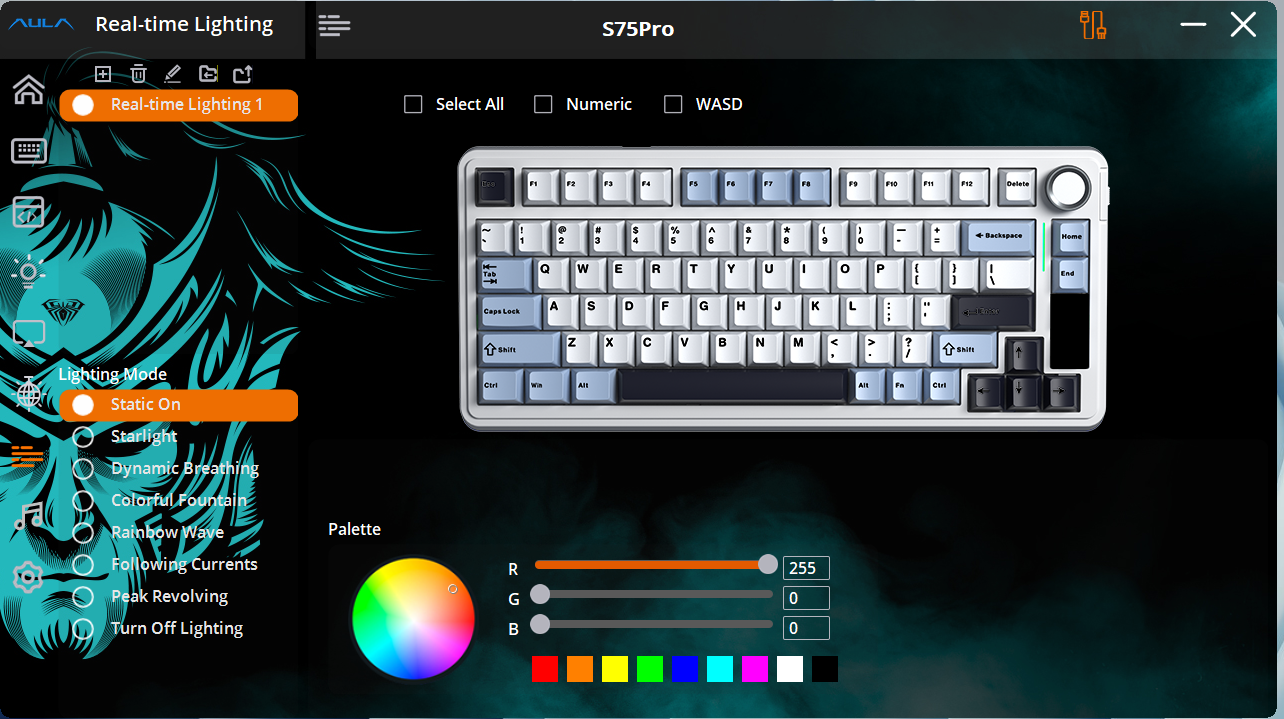 AULA Real-time Lighting
S75Pro
Real-time Lighting 1
Select All Numeric WASD
Esc F1 F2 F3 F4 F5 F6 F7 F8 F9 F10 F11 F12 Delete
~ ` ! 1 @ 2 # 3 $ 4 % 5 ^ 6 & 7 * 8 ( 9 ) 0 — - + = Backspace Home
Tab Q W E R T Y U I O P { [ } ] | \ End
Caps Lock A S D F G H J K L : ; " ' Enter
Shift Z X C V B N M < , > . ? / Shift ↑
Ctrl Win Alt Alt Fn Ctrl ← ↓ →
Lighting Mode
Static On
Starlight
Dynamic Breathing
Colorful Fountain
Rainbow Wave
Following Currents
Peak Revolving
Turn Off Lighting
Palette
R 255
G 0
B 0